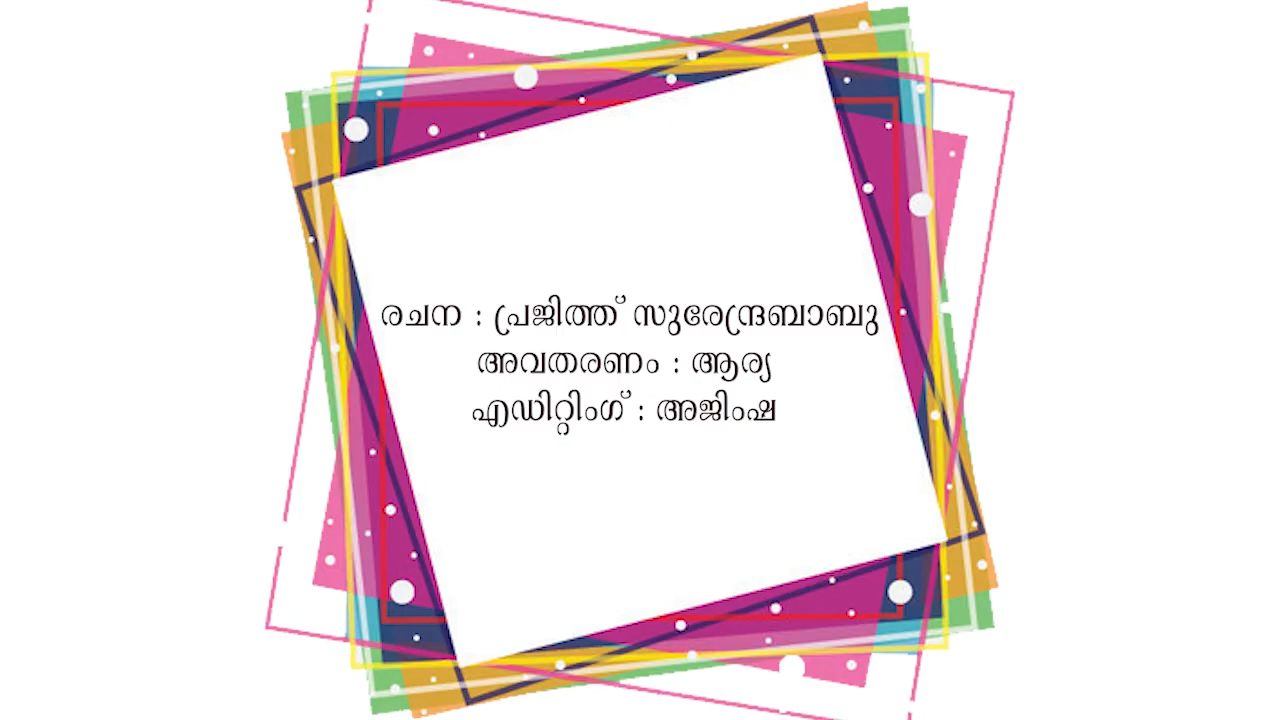 രചന : പ്രജിത്ത് സുരേന്ദ്രബാബു
അവതരണം : ആര്യ
എഡിറ്റിംഗ് : അജിംഷ